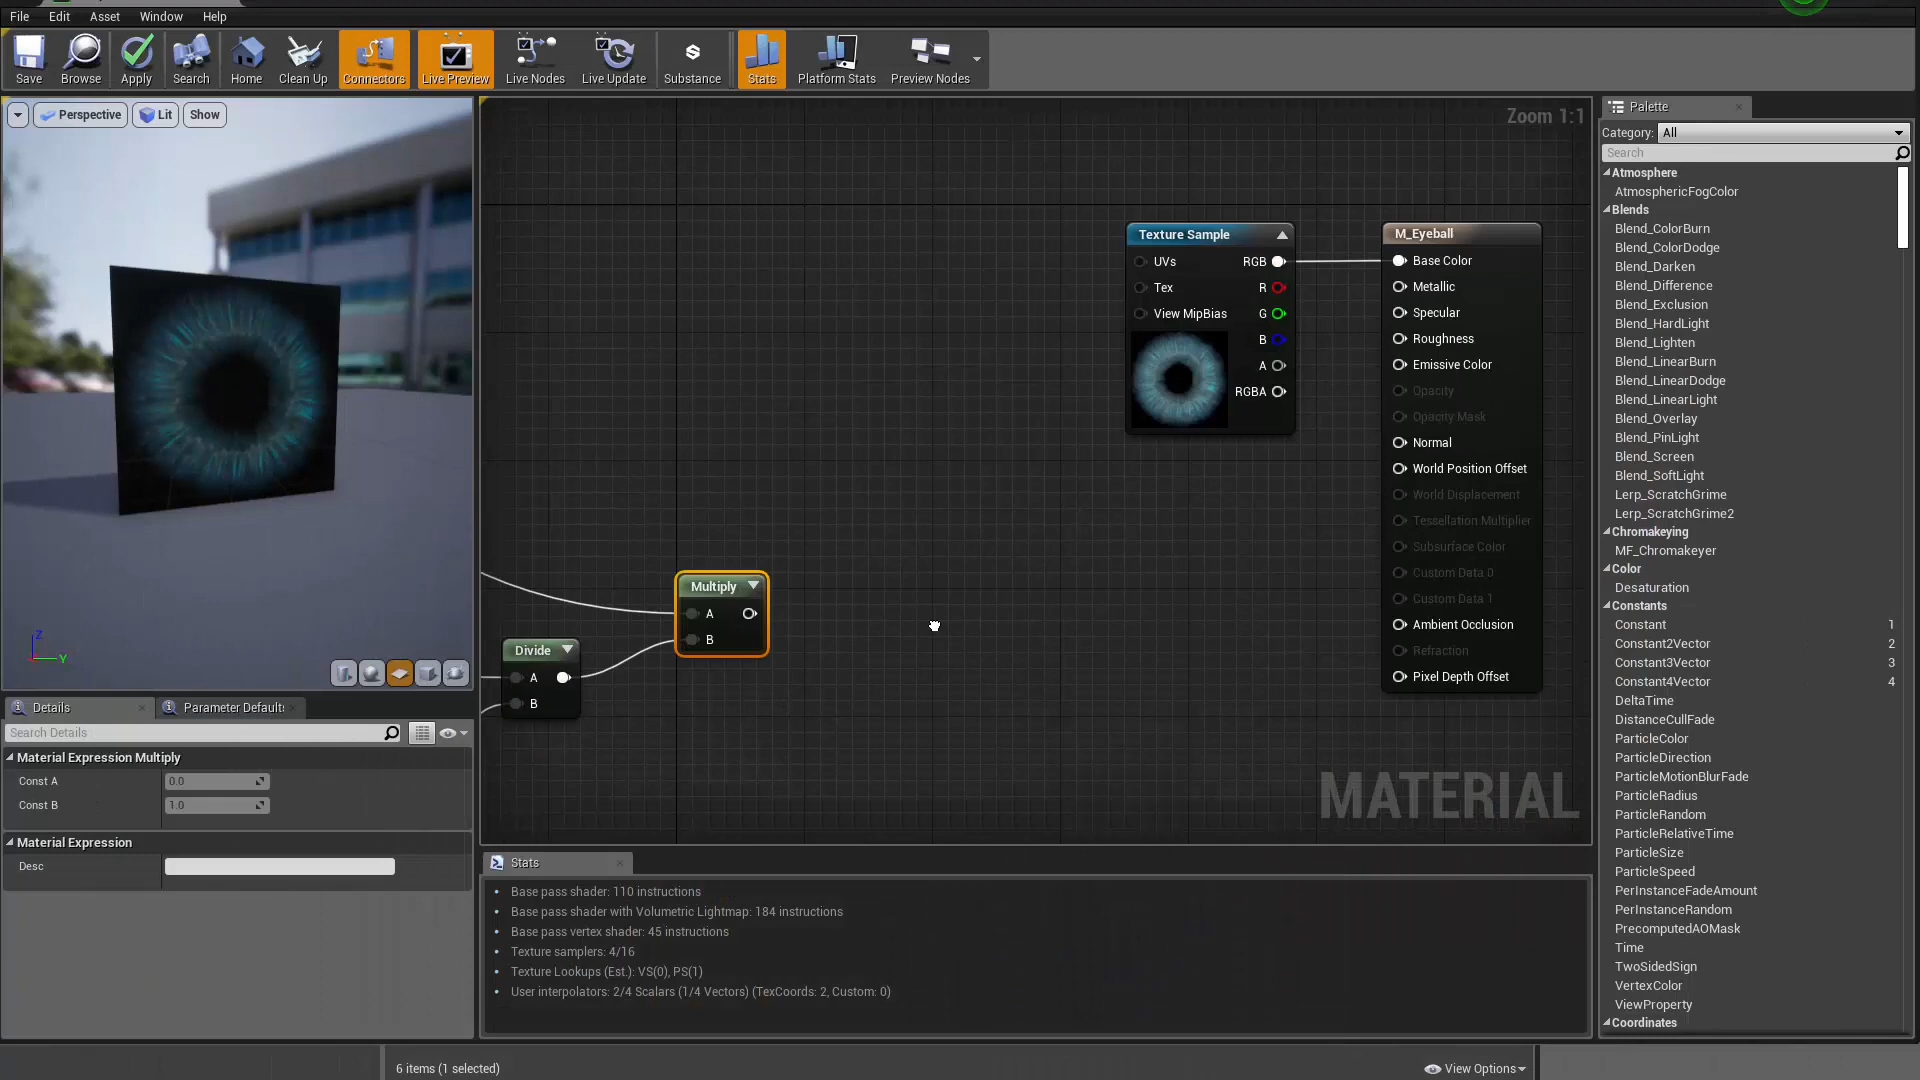 File Edit Asset Window Help
Save Browse Apply Search Home Clean Up Connectors Live Preview Live Nodes Live Update Substance Stats Platform Stats Preview Nodes
Perspective Lit Show
Z
Y
Details
Parameter Default
Search Details
Material Expression Multiply
Const A 0.0
Const B 1.0
Material Expression
Desc
Zoom 1:1
Multiply
A
B
Divide
A
B
Texture Sample
UVs RGB
Tex R
View MipBias G
B
A
RGBA
M_Eyeball
Base Color
Metallic
Specular
Roughness
Emissive Color
Opacity
Opacity Mask
Normal
World Position Offset
World Displacement
Tessellation Multiplier
Subsurface Color
Custom Data 0
Custom Data 1
Ambient Occlusion
Refraction
Pixel Depth Offset
MATERIAL
Stats
Base pass shader: 110 instructions
Base pass shader with Volumetric Lightmap: 184 instructions
Base pass vertex shader: 45 instructions
Texture samplers: 4/16
Texture Lookups (Est.): VS(0), PS(1)
User interpolators: 2/4 Scalars (1/4 Vectors) (TexCoords: 2, Custom: 0)
Palette
Category: All
Search
Atmosphere
AtmosphericFogColor
Blends
Blend_ColorBurn
Blend_ColorDodge
Blend_Darken
Blend_Difference
Blend_Exclusion
Blend_HardLight
Blend_Lighten
Blend_LinearBurn
Blend_LinearDodge
Blend_LinearLight
Blend_Overlay
Blend_PinLight
Blend_Screen
Blend_SoftLight
Lerp_ScratchGrime
Lerp_ScratchGrime2
Chromakeying
MF_Chromakeyer
Color
Desaturation
Constants
Constant 1
Constant2Vector 2
Constant3Vector 3
Constant4Vector 4
DeltaTime
DistanceCullFade
ParticleColor
ParticleDirection
ParticleMotionBlurFade
ParticleRadius
ParticleRandom
ParticleRelativeTime
ParticleSize
ParticleSpeed
PerInstanceFadeAmount
PerInstanceRandom
PrecomputedAOMask
Time
TwoSidedSign
VertexColor
ViewProperty
Coordinates
6 items (1 selected)
View Options